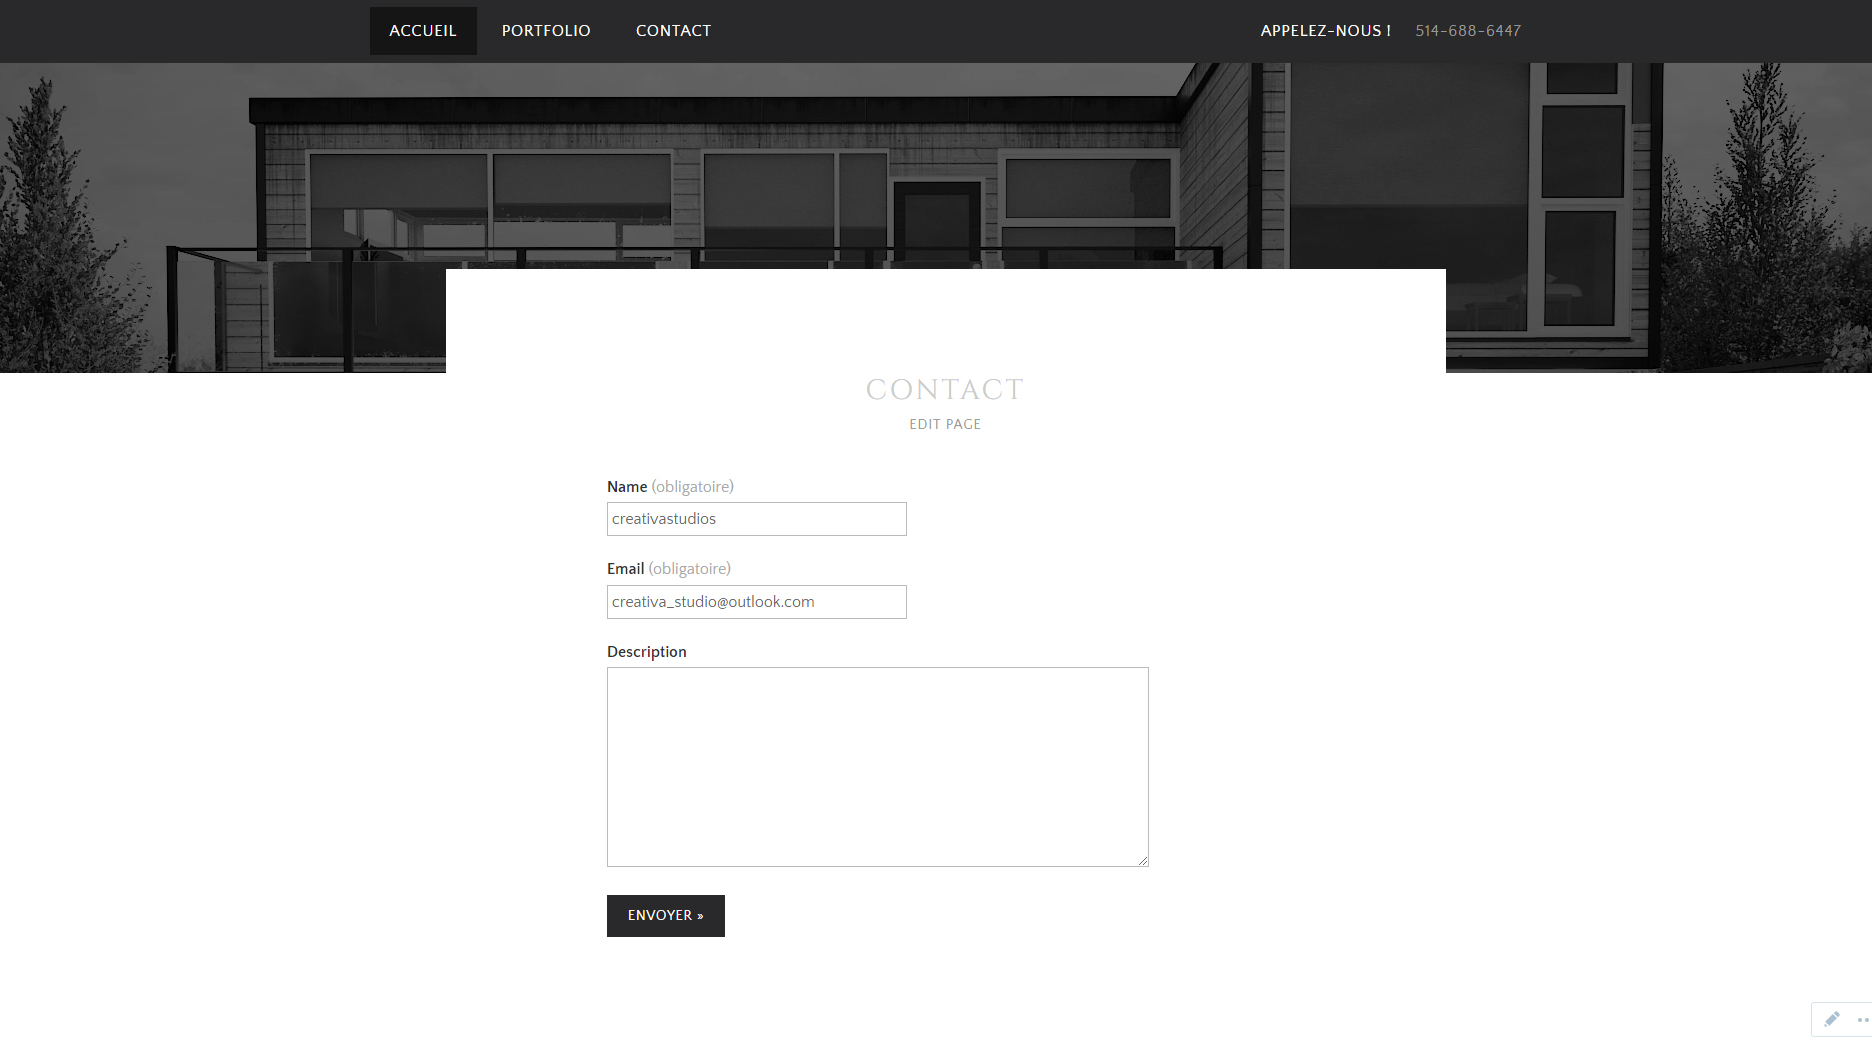 ACCUEIL PORTFOLIO CONTACT APPELEZ-NOUS ! 514-688-6447
CONTACT
EDIT PAGE
Name (obligatoire)
creativastudios
Email (obligatoire)
creativa_studio@outlook.com
Description
ENVOYER »